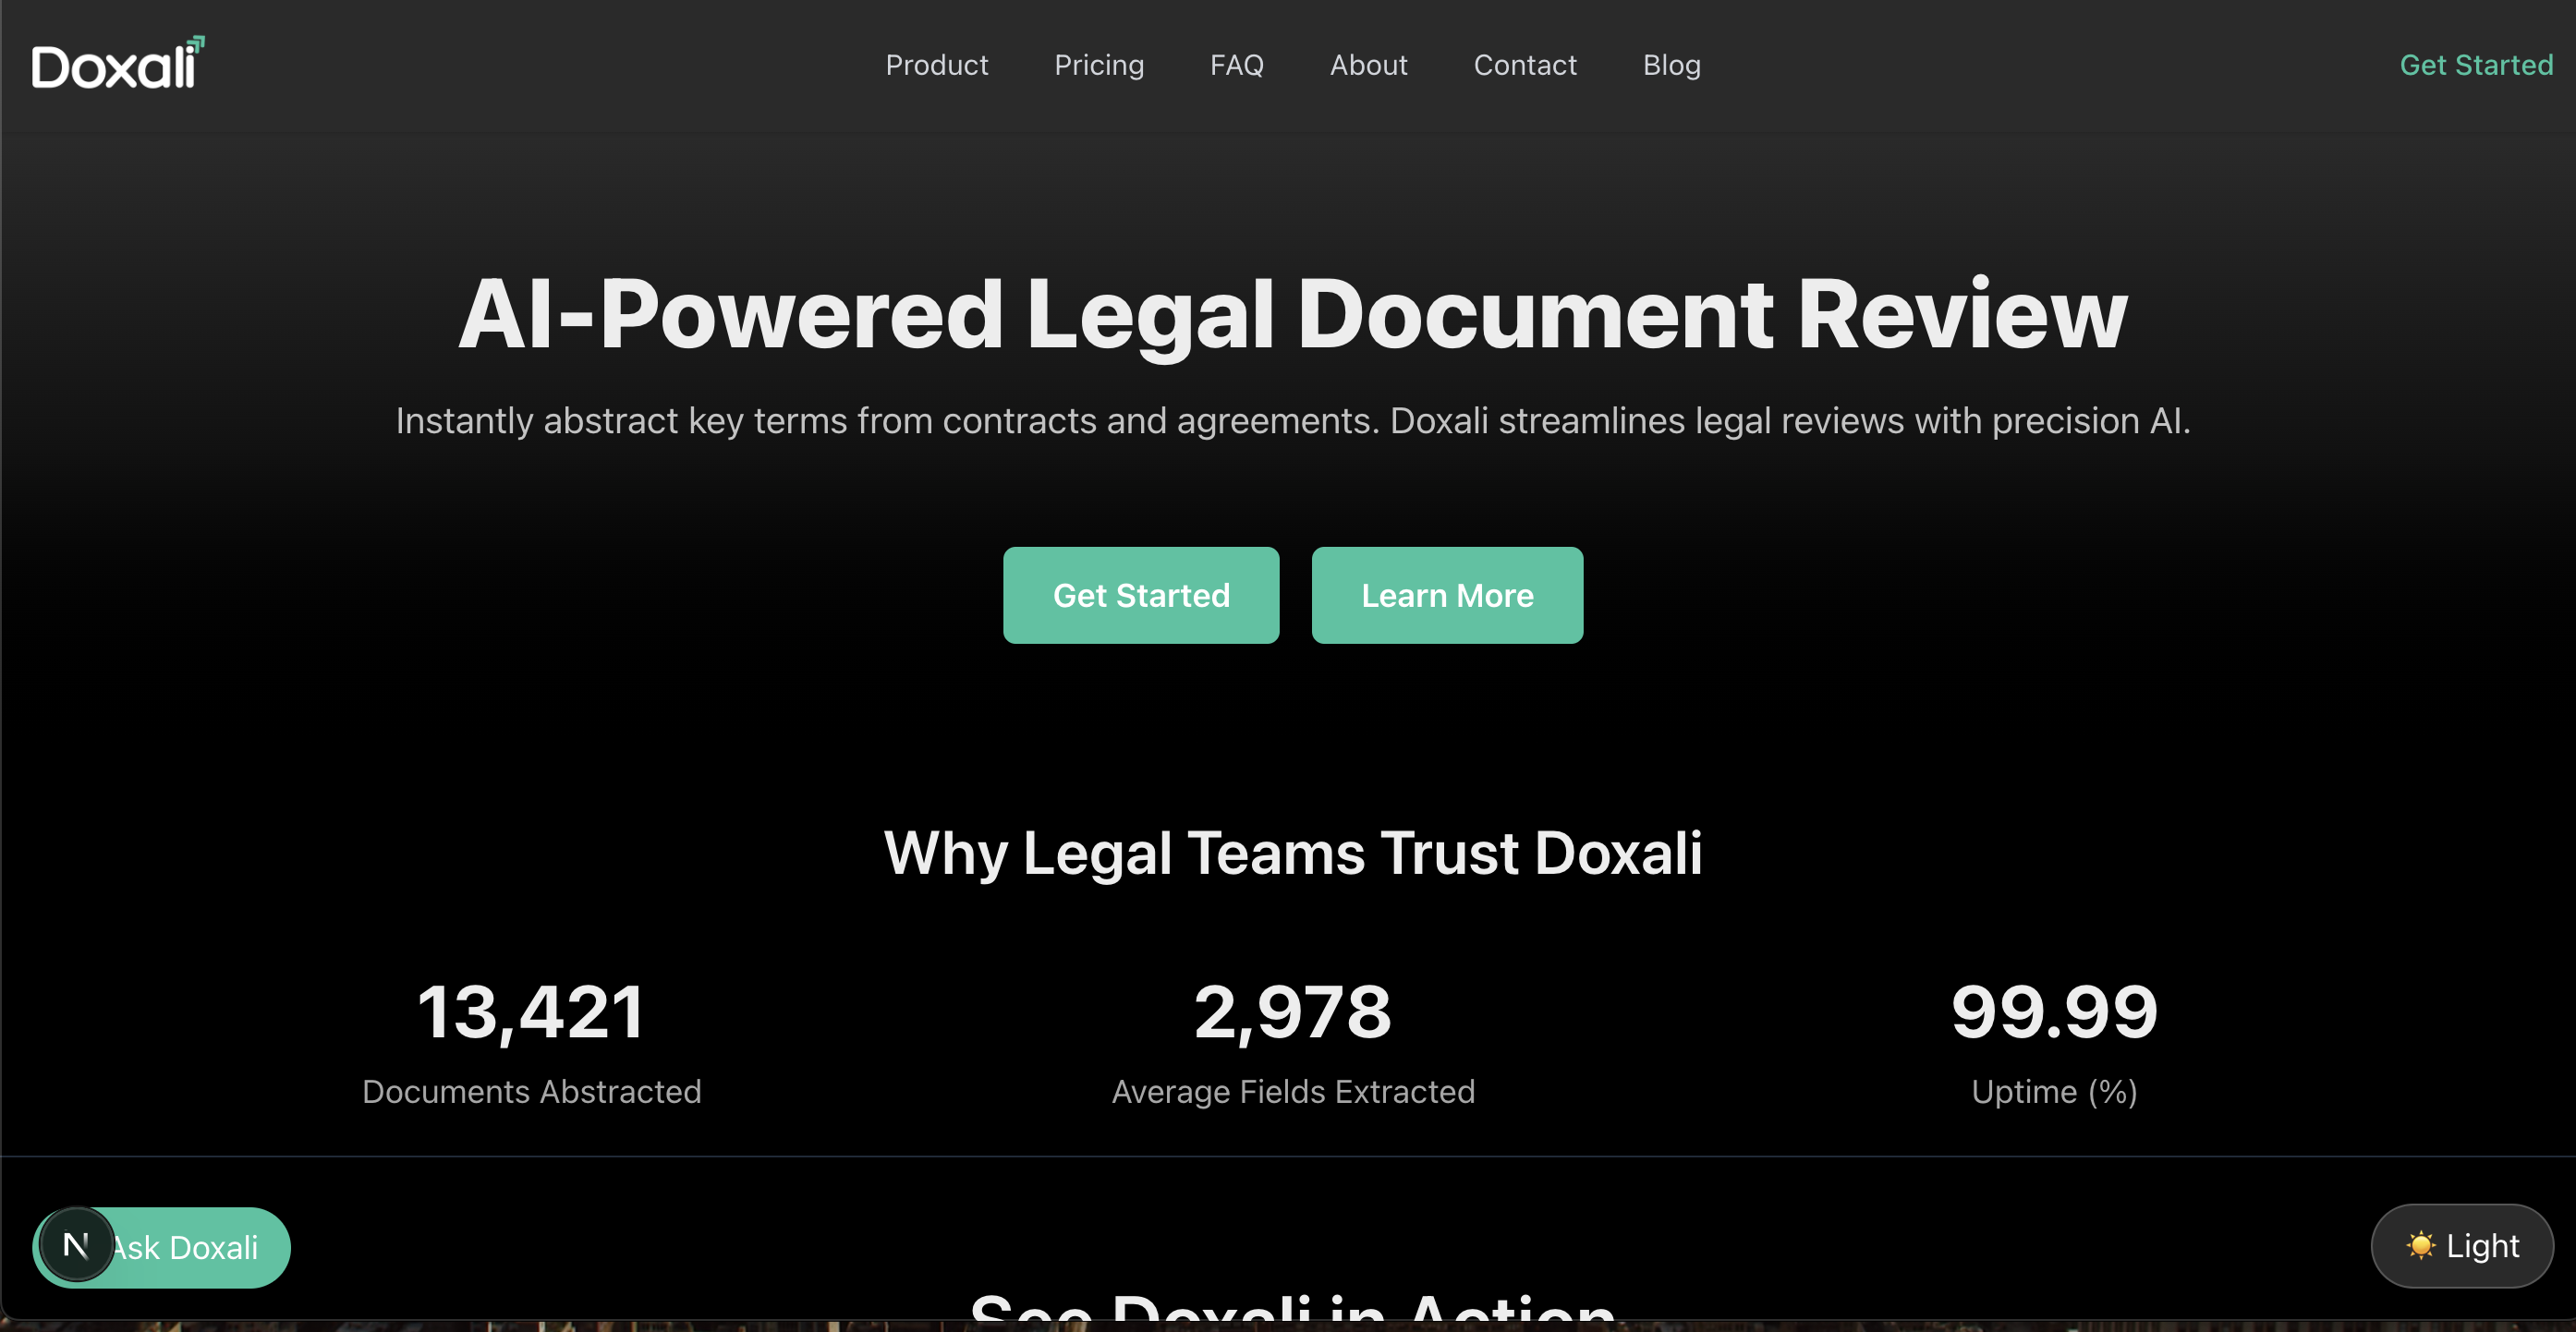 Doxali
Product
Pricing
FAQ
About
Contact
Blog
Get Started
AI-Powered Legal Document Review
Instantly abstract key terms from contracts and agreements. Doxali streamlines legal reviews with precision AI.
Get Started
Learn More
Why Legal Teams Trust Doxali
13,421
Documents Abstracted
2,978
Average Fields Extracted
99.99
Uptime (%)
N
Ask Doxali
Light
See Doxali in Action